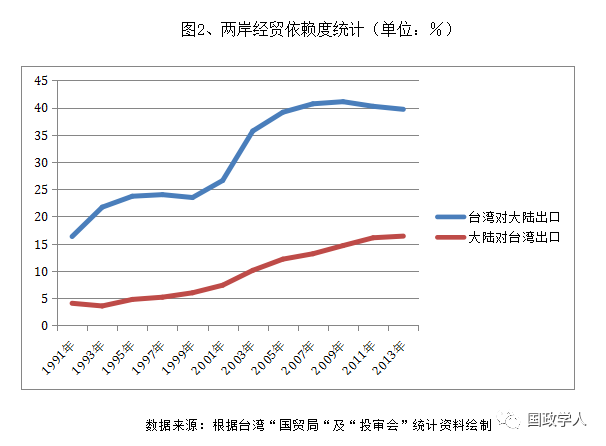 图2、两岸经贸依赖度统计（单位：%）
45
40
35
30
25
20
15
10
5
0
1991年
1993年
1995年
1997年
1999年
2001年
2003年
2005年
2007年
2009年
2011年
2013年
台湾对大陆出口
大陆对台湾出口
数据来源：根据台湾“国贸局“及“投审会”统计资料绘制
国政学人